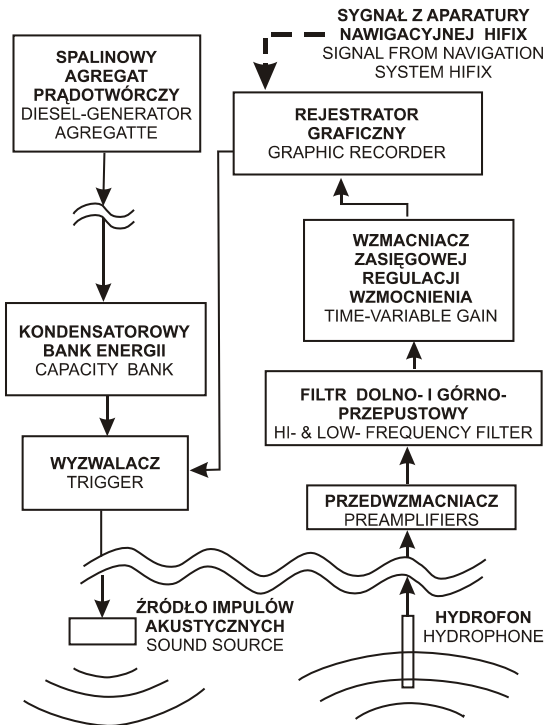 SYGNAŁ Z APARATURY
NAWIGACYJNEJ HIFIX
SIGNAL FROM NAVIGATION
SYSTEM HIFIX
SPALINOWY
AGREGAT
PRĄDOTWÓRCZY
DIESEL-GENERATOR
AGREGATTE
REJESTRATOR
GRAFICZNY
GRAPHIC RECORDER
WZMACNIACZ
ZASIĘGOWEJ
REGULACJI
WZMOCNIENIA
TIME-VARIABLE GAIN
KONDENSATOROWY
BANK ENERGII
CAPACITY BANK
FILTR DOLNO- I GÓRNO-
PRZEPUSTOWY
HI- & LOW- FREQUENCY FILTER
WYZWALACZ
TRIGGER
PRZEDWZMACNIACZ
PREAMPLIFIERS
ŹRÓDŁO IMPULÓW
AKUSTYCZNYCH
SOUND SOURCE
HYDROFON
HYDROPHONE